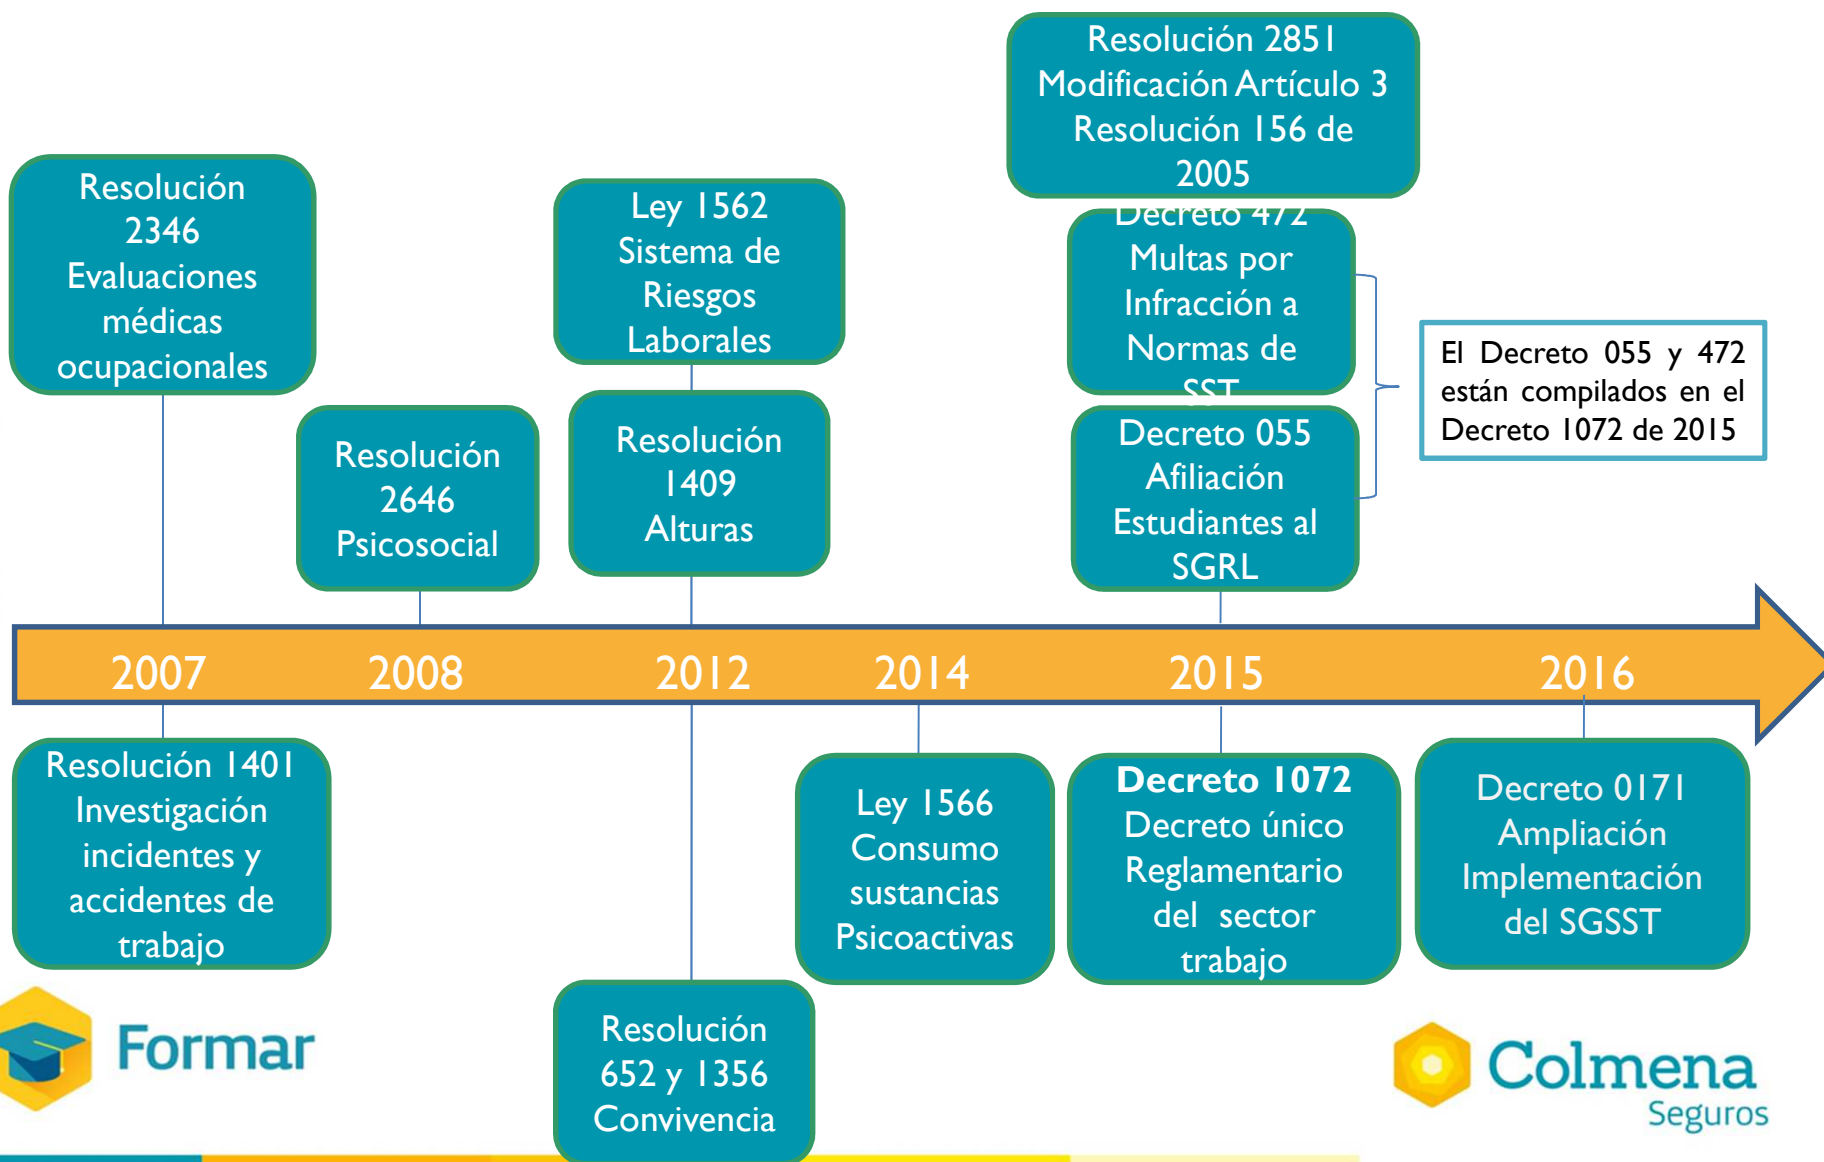 Resolución 2851
Modificación Artículo 3
Resolución 156 de
2005
Resolución
2346
Evaluaciones
médicas
ocupacionales
Ley 1562
Sistema de
Riesgos
Laborales
Decreto 472
Multas por
Infracción a
Normas de
SST
El Decreto 055 y 472
están compilados en el
Decreto 1072 de 2015
Resolución
2646
Psicosocial
Resolución
1409
Alturas
Decreto 055
Afiliación
Estudiantes al
SGRL
2007
2008
2012
2014
2015
2016
Resolución 1401
Investigación
incidentes y
accidentes de
trabajo
Ley 1566
Consumo
sustancias
Psicoactivas
Decreto 1072
Decreto único
Reglamentario
del sector
trabajo
Decreto 0171
Ampliación
Implementación
del SGSST
Resolución
652 y 1356
Convivencia
Formar
Colmena
Seguros